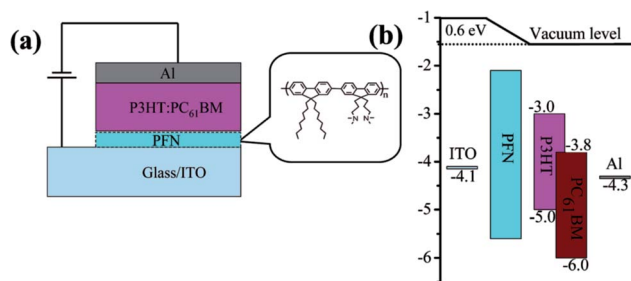 (a)
Al
P3HT:PC61BM
PFN
Glass/ITO
n
N
N
(b)
-1
0.6 eV
Vacuum level
-2
-3
-4
-5
-6
ITO
-4.1
PFN
-3.0
P3HT
-5.0
-3.8
PC61BM
-6.0
Al
-4.3